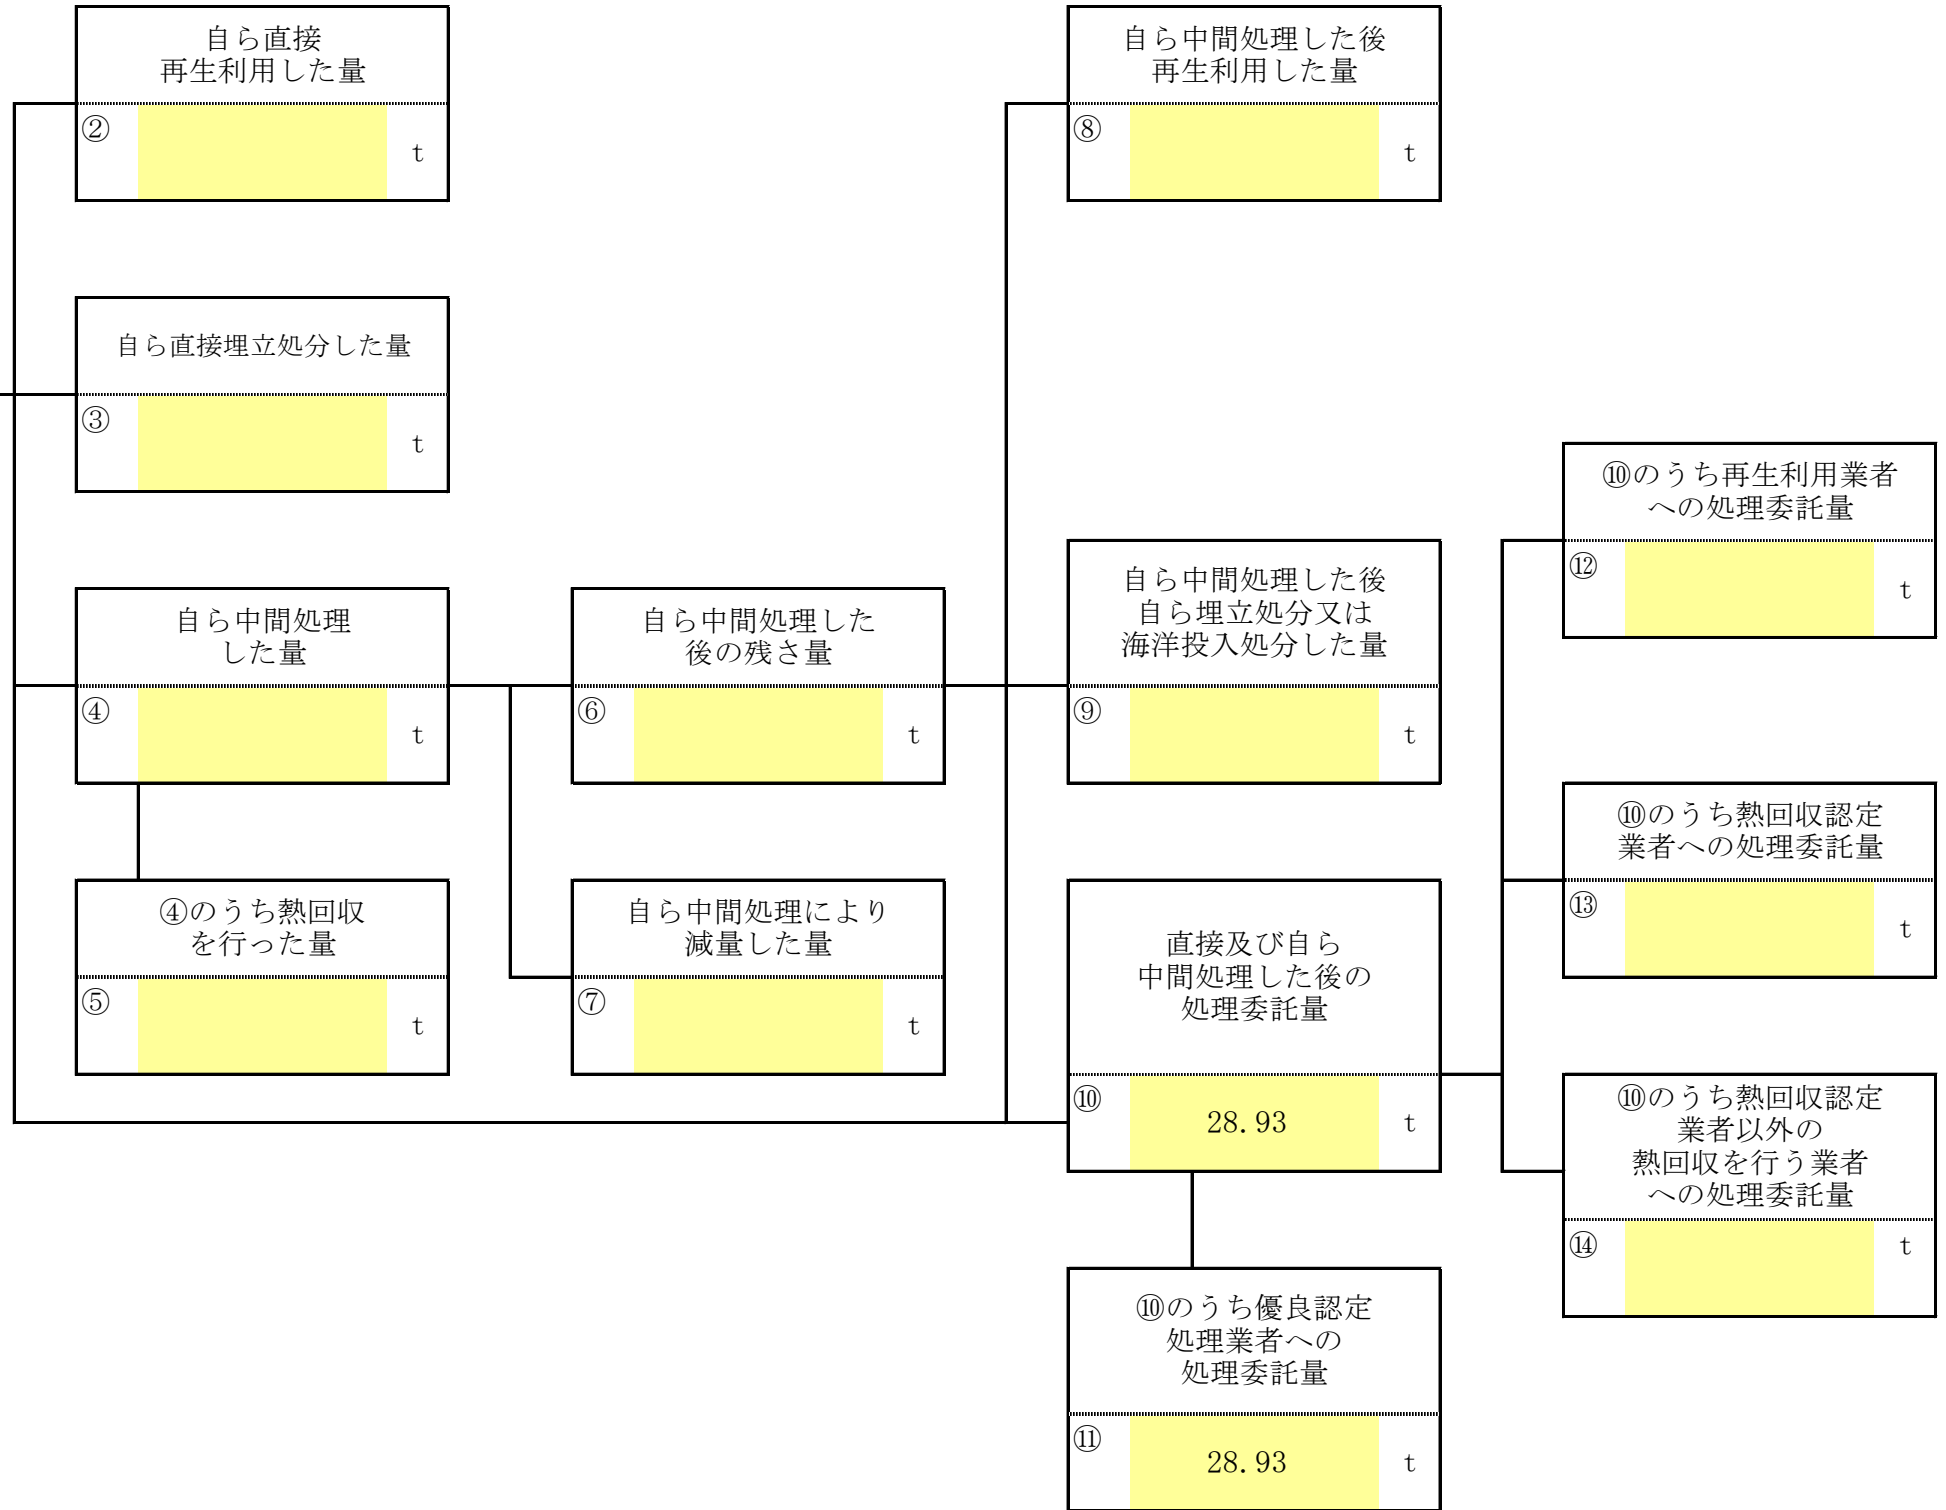 自ら直接
再生利用した量
②
t
自ら中間処理した後
再生利用した量
⑧
t
自ら直接埋立処分した量
③
t
⑩のうち再生利用業者
への処理委託量
⑫
t
自ら中間処理
した量
④
t
自ら中間処理した
後の残さ量
⑥
t
自ら中間処理した後
自ら埋立処分又は
海洋投入処分した量
⑨
t
⑩のうち熱回収認定
業者への処理委託量
⑬
t
④のうち熱回収
を行った量
⑤
t
自ら中間処理により
減量した量
⑦
t
直接及び自ら
中間処理した後の
処理委託量
⑩
28.93
t
⑩のうち熱回収認定
業者以外の
熱回収を行う業者
への処理委託量
⑭
t
⑩のうち優良認定
処理業者への
処理委託量
⑪
28.93
t